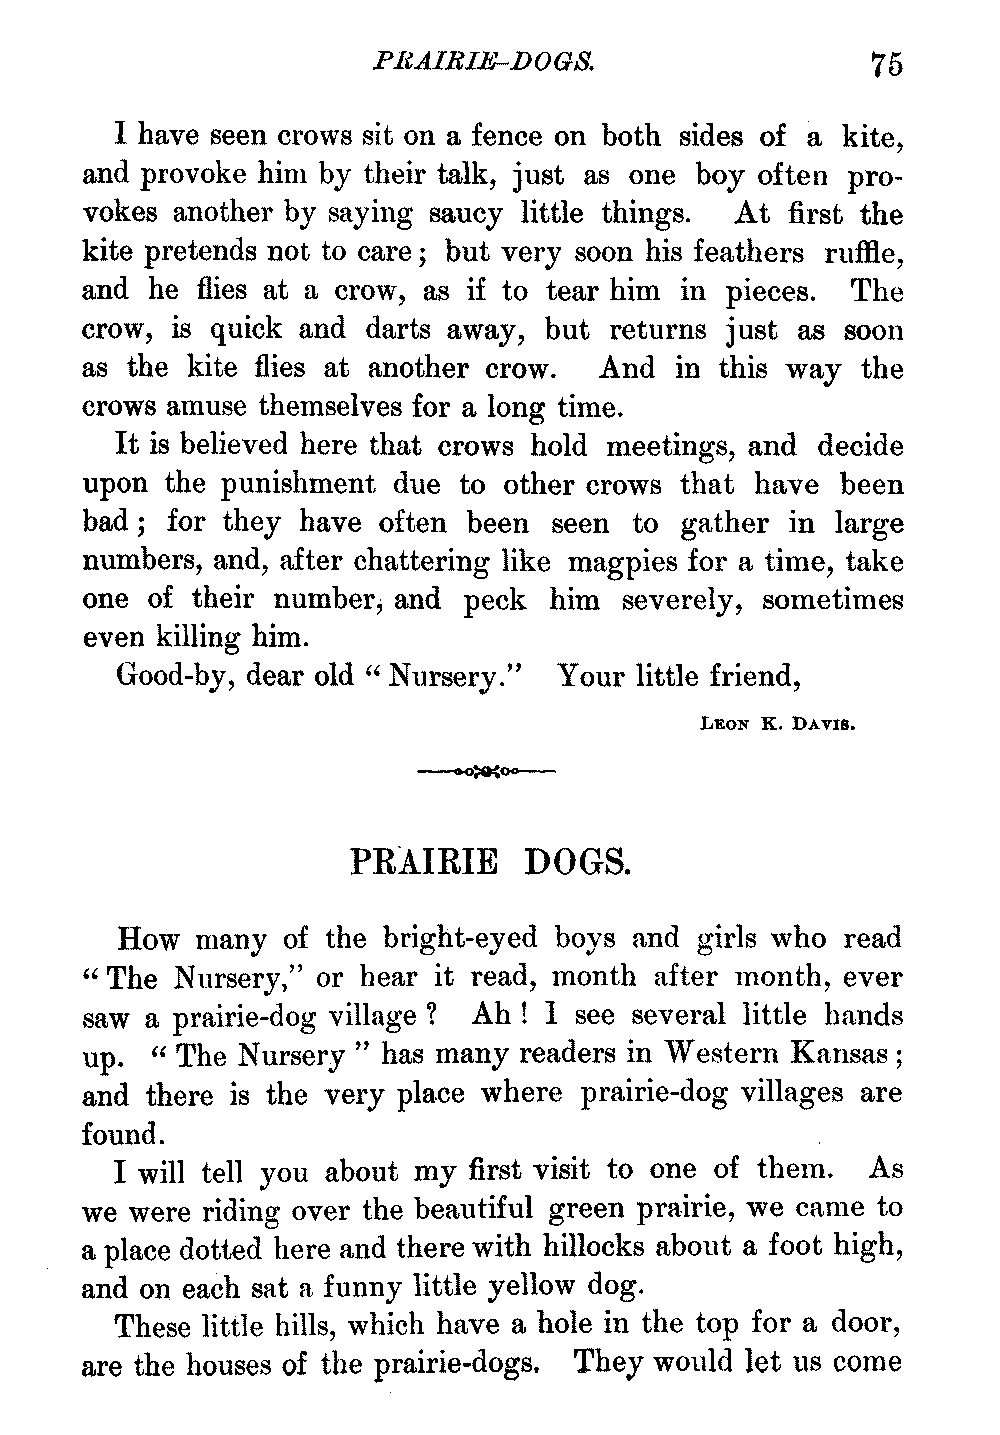 PRAIRIE-DOGS. 75
I have seen crows sit on a fence on both sides of a kite,
and provoke him by their talk, just as one boy often pro-
vokes another by saying saucy little things. At first the
kite pretends not to care; but very soon his feathers ruffle,
and he flies at a crow, as if to tear him in pieces. The
crow, is quick and darts away, but returns just as soon
as the kite flies at another crow. And in this way the
crows amuse themselves for a long time.
It is believed here that crows hold meetings, and decide
upon the punishment due to other crows that have been
bad; for they have often been seen to gather in large
numbers, and, after chattering like magpies for a time, take
one of their number, and peck him severely, sometimes
even killing him.
Good-by, dear old "Nursery." Your little friend,
LEON K. DAVIS.
PRAIRIE DOGS.
How many of the bright-eyed boys and girls who read
"The Nursery," or hear it read, month after month, ever
saw a prairie-dog village? Ah! I see several little hands
up. "The Nursery" has many readers in Western Kansas;
and there is the very place where prairie-dog villages are
found.
I will tell you about my first visit to one of them. As
we were riding over the beautiful green prairie, we came to
a place dotted here and there with hillocks about a foot high,
and on each sat a funny little yellow dog.
These little hills, which have a hole in the top for a door,
are the houses of the prairie-dogs. They would let us come